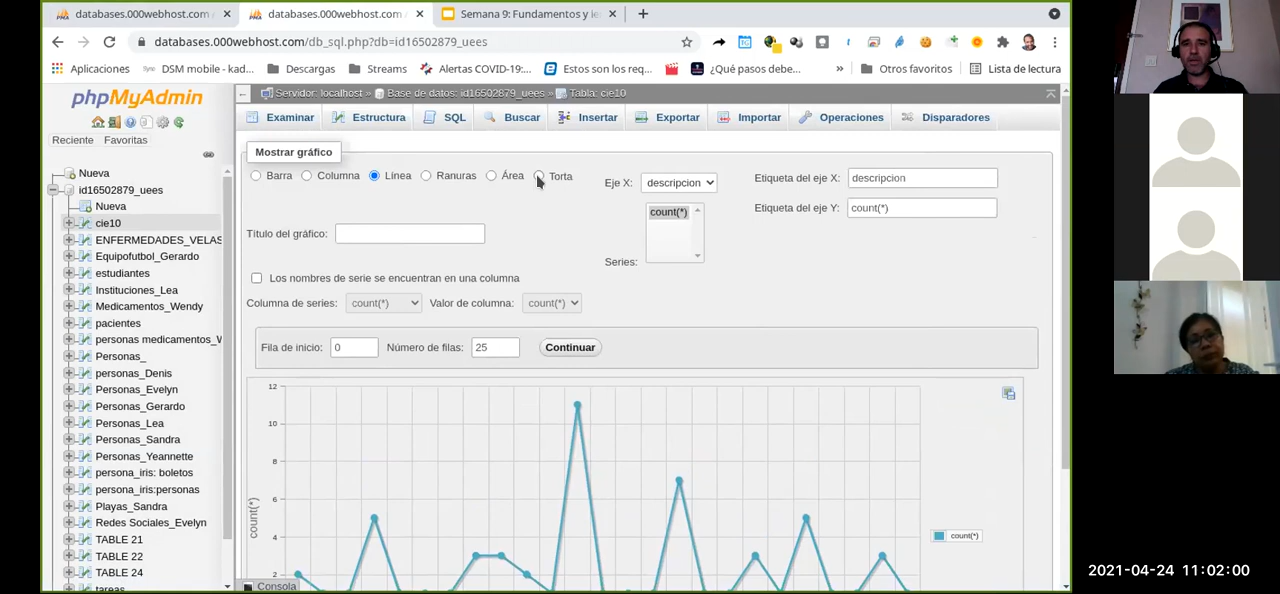 databases.000webhost.com
databases.000webhost.com
Semana 9: Fundamentos y ie
databases.000webhost.com/db_sql.php?db=id16502879_uees
Aplicaciones
DSM mobile - kad...
Descargas
Streams
Alertas COVID-19:...
Estos son los req...
¿Qué pasos debe...
»
Otros favoritos
Lista de lectura
phpMyAdmin
Reciente Favoritas
Nueva
id16502879_uees
Nueva
cie10
ENFERMEDADES_VELAS
Equipofutbol_Gerardo
estudiantes
Instituciones_Lea
Medicamentos_Wendy
pacientes
personas medicamentos_W
Personas_
personas_Denis
Personas_Evelyn
Personas_Gerardo
Personas_Lea
Personas_Sandra
Personas_Yeannette
persona_iris: boletos
persona_iris:personas
Playas_Sandra
Redes Sociales_Evelyn
TABLE 21
TABLE 22
TABLE 24
tareas
Servidor: localhost » Base de datos: id16502879_uees » Tabla: cie10
Examinar Estructura SQL Buscar Insertar Exportar Importar Operaciones Disparadores
Mostrar gráfico
Barra Columna Línea Ranuras Área Torta
Título del gráfico:
Eje X: descripcion
count(*)
Series:
Etiqueta del eje X: descripcion
Etiqueta del eje Y: count(*)
Los nombres de serie se encuentran en una columna
Columna de series: count(*) Valor de columna: count(*)
Fila de inicio: 0 Número de filas: 25 Continuar
12
10
8
6
4
2
count(*)
count(*)
Consola
2021-04-24 11:02:00